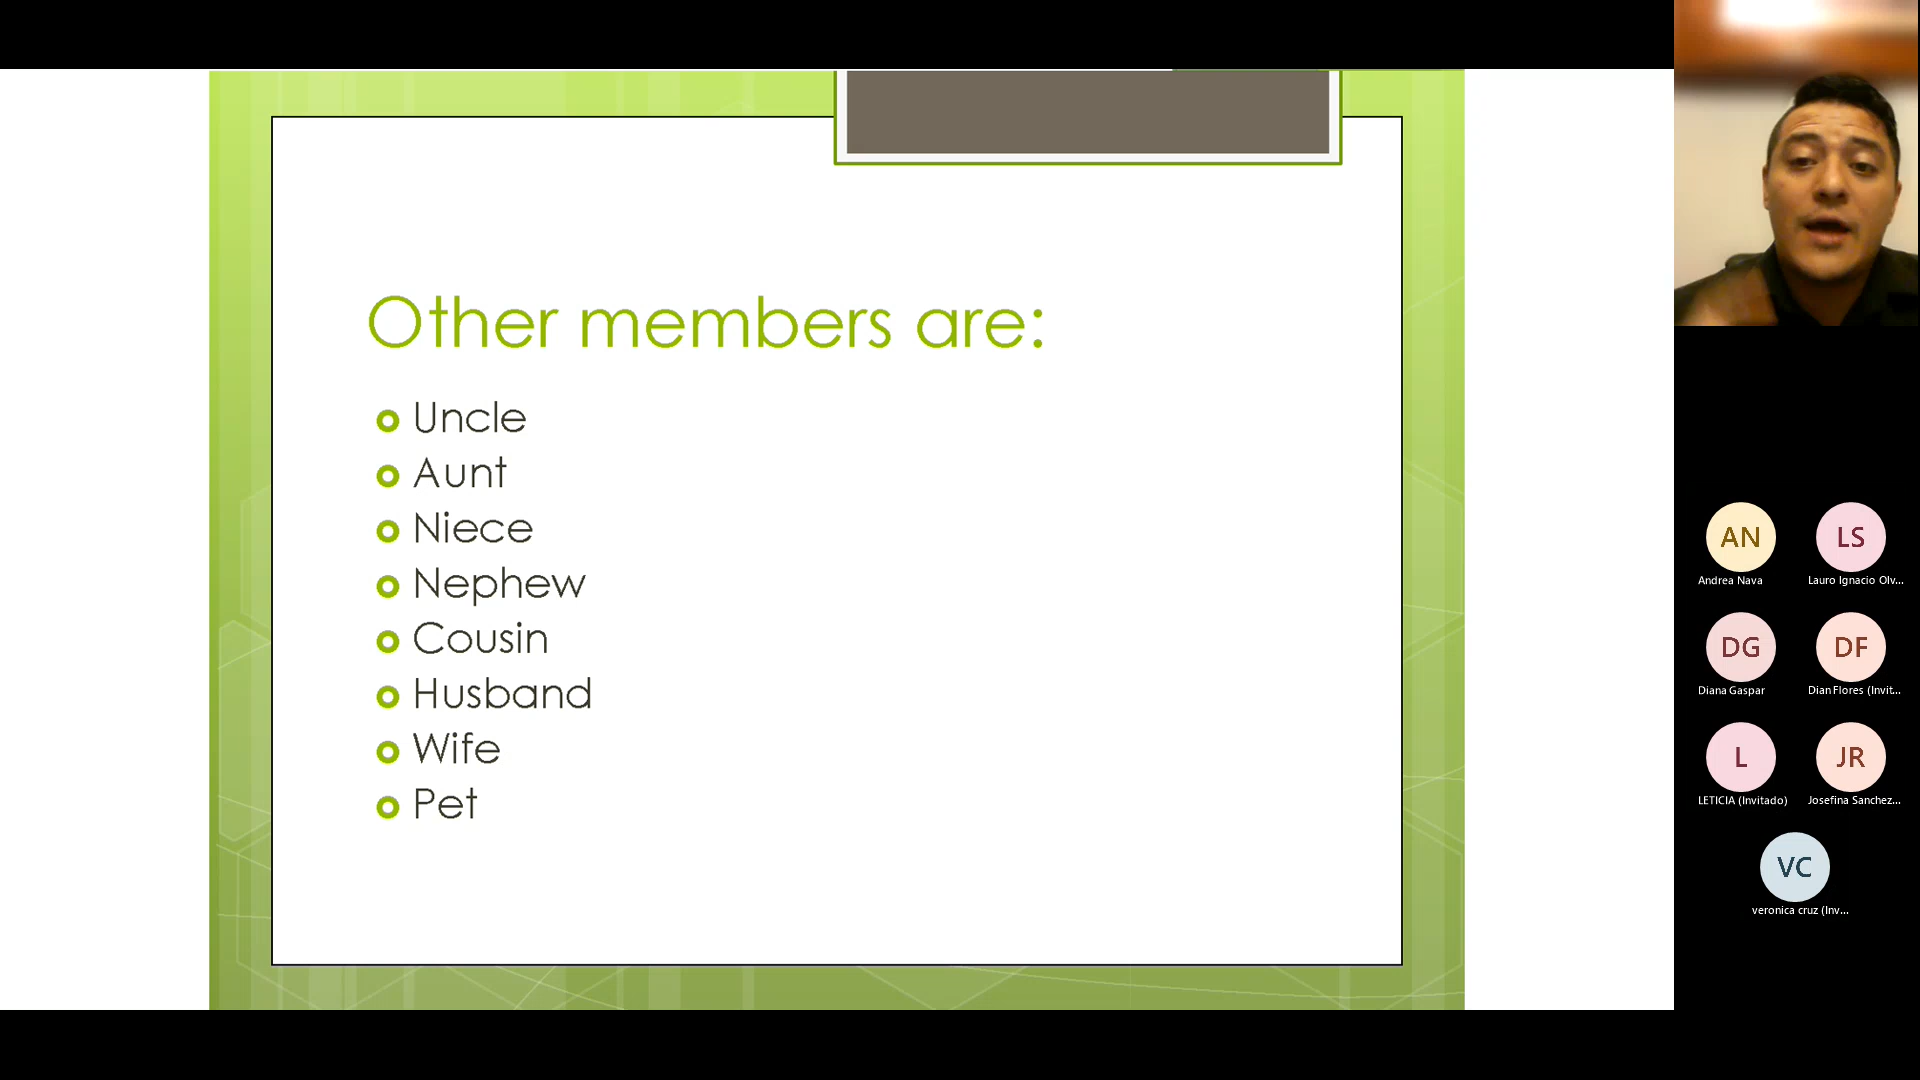 Other members are:
Uncle
Aunt
Niece
Nephew
Cousin
Husband
Wife
Pet
AN
LS
Andrea Nava
Lauro Ignacio Olv...
DG
DF
Diana Gaspar
Dian Flores (Invit...
L
JR
LETICIA (Invitado)
Josefina Sanchez...
VC
veronica cruz (Inv...